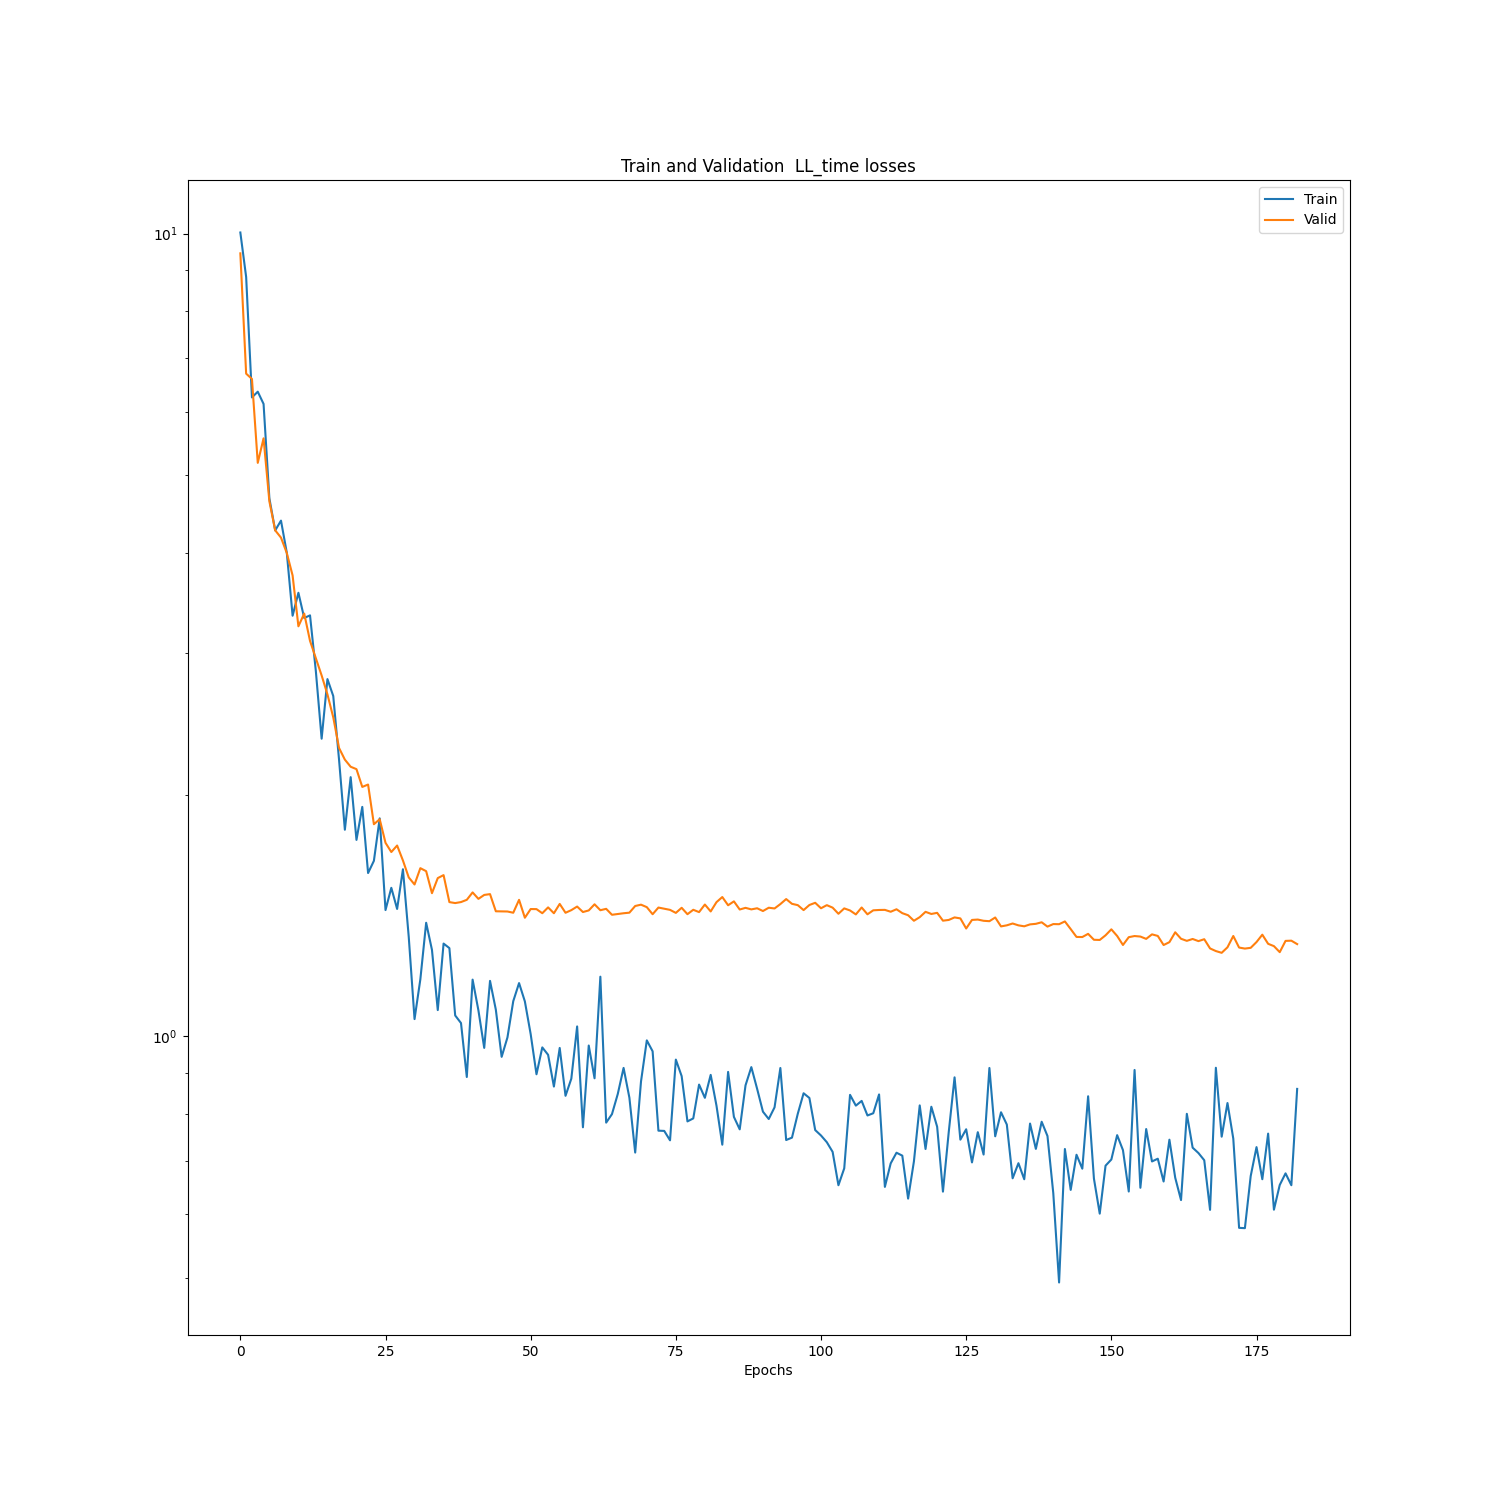 Train and Validation  LL_time losses
Train
Valid
10¹
10⁰
0 25 50 75 100 125 150 175
Epochs